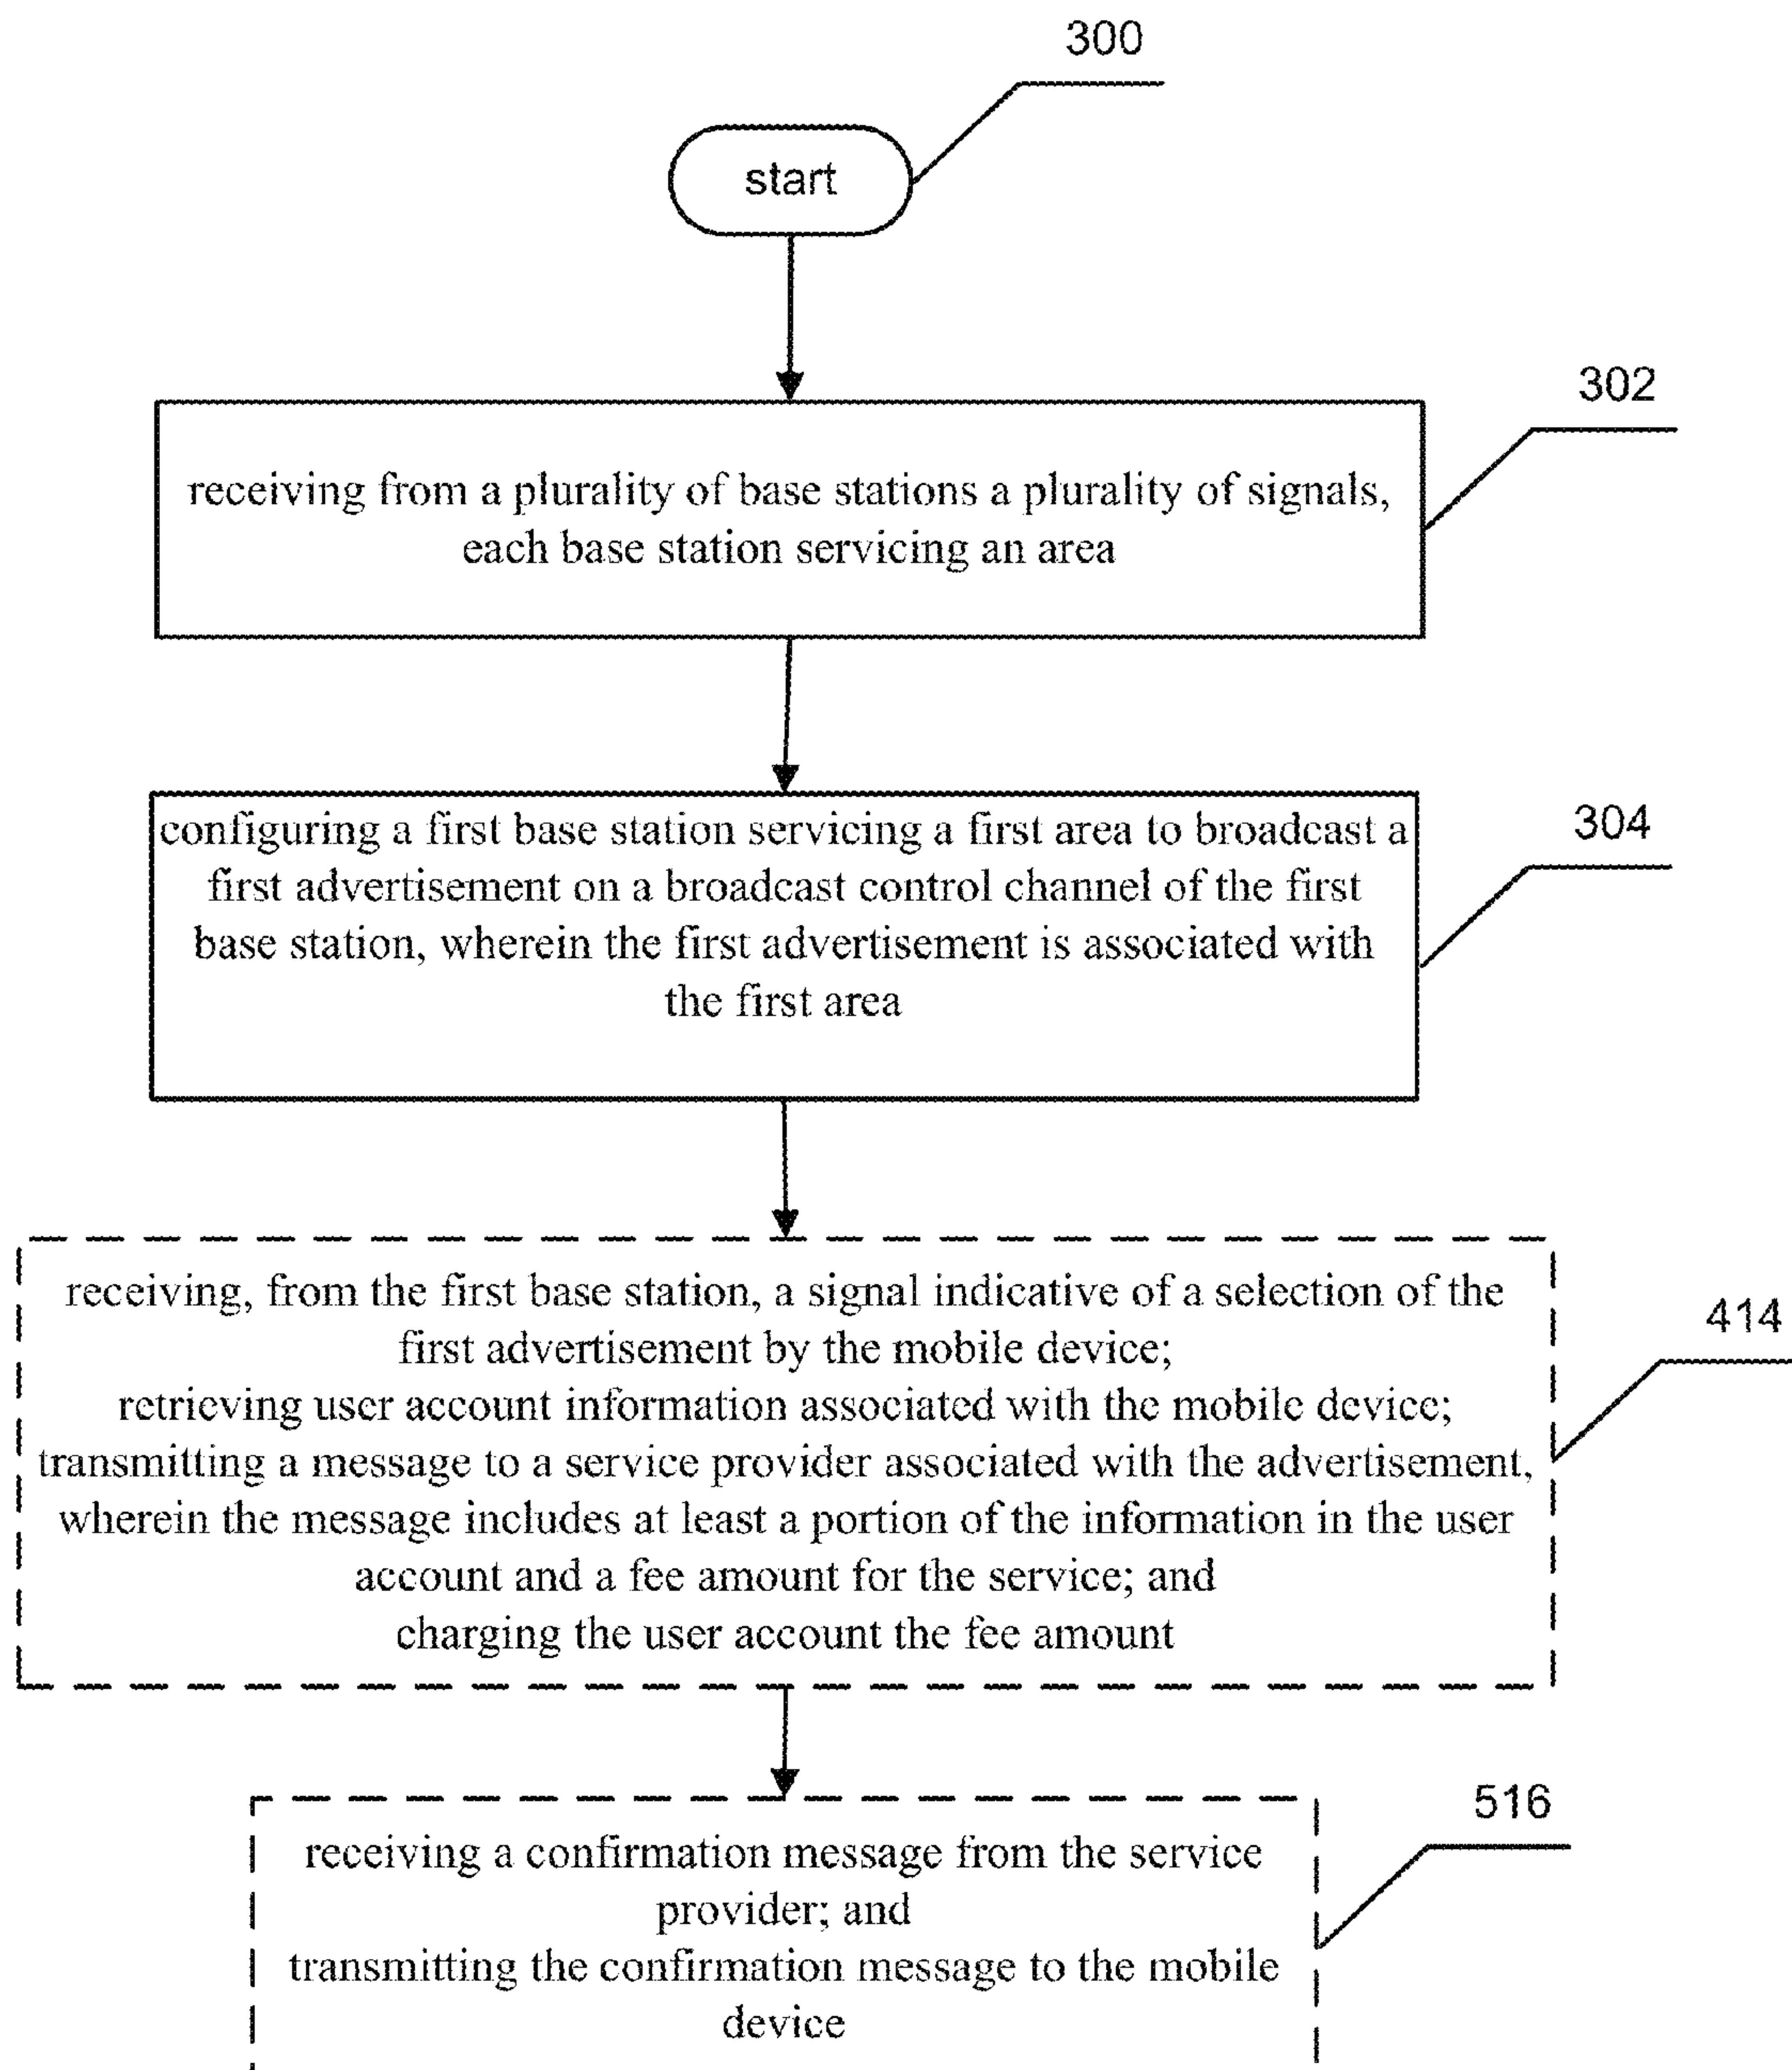 300
start
302
receiving from a plurality of base stations a plurality of signals,
each base station servicing an area
304
configuring a first base station servicing a first area to broadcast a
first advertisement on a broadcast control channel of the first
base station, wherein the first advertisement is associated with
the first area
414
receiving, from the first base station, a signal indicative of a selection of the
first advertisement by the mobile device;
retrieving user account information associated with the mobile device;
transmitting a message to a service provider associated with the advertisement,
wherein the message includes at least a portion of the information in the user
account and a fee amount for the service; and
charging the user account the fee amount
516
receiving a confirmation message from the service
provider; and
transmitting the confirmation message to the mobile
device